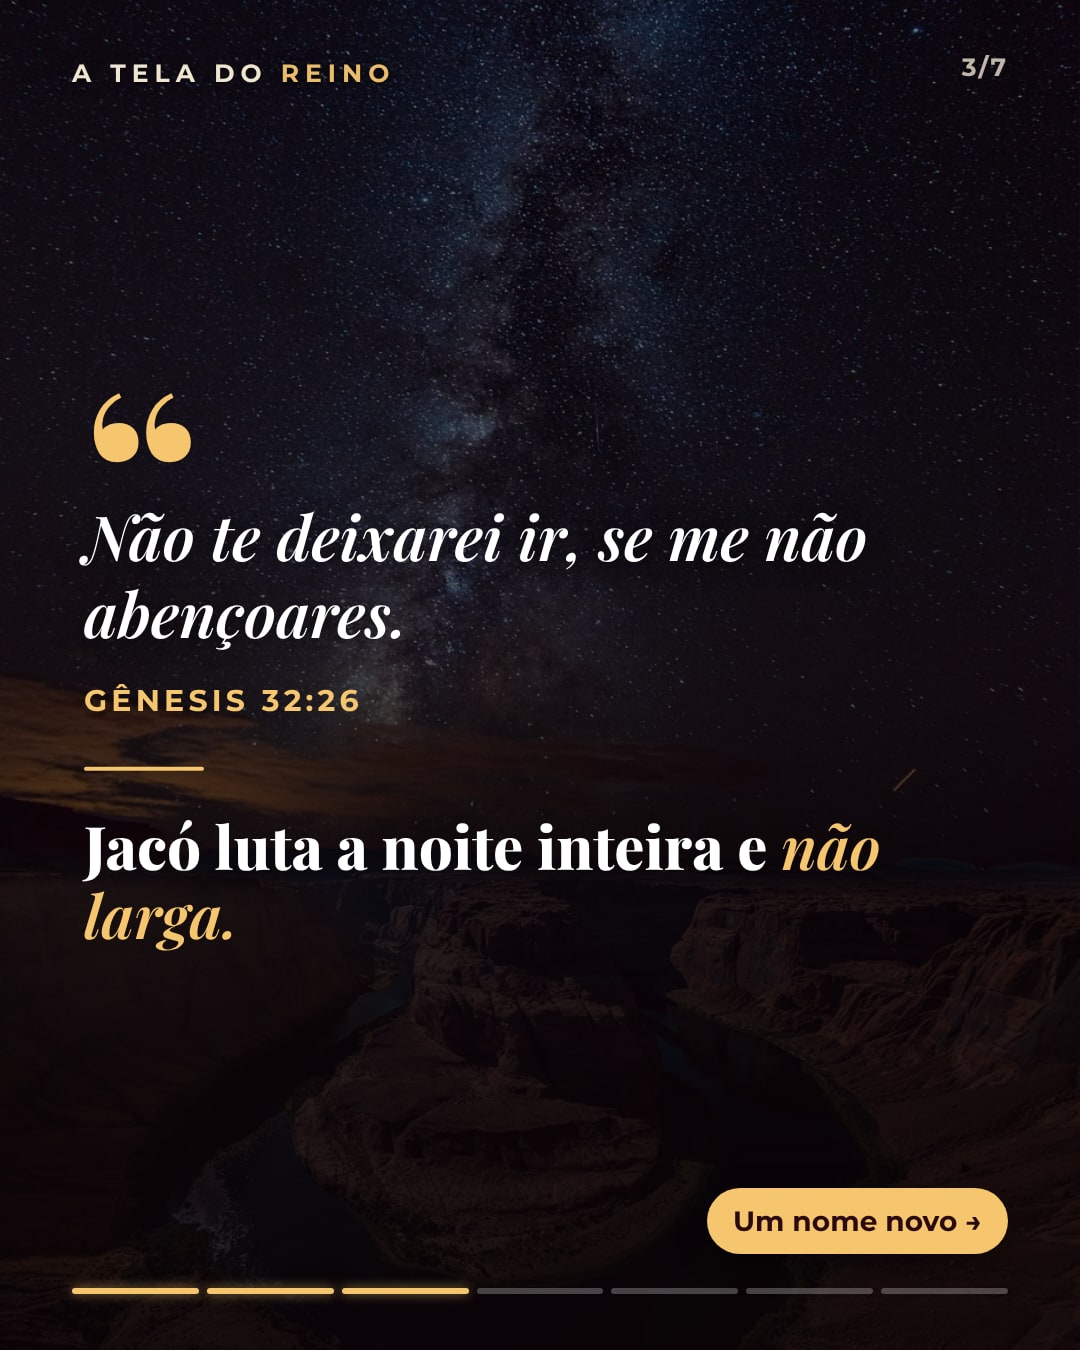 A TELA DO REINO
3/7
“
Não te deixarei ir, se me não
abençoares.
GÊNESIS 32:26
Jacó luta a noite inteira e não
larga.
Um nome novo →